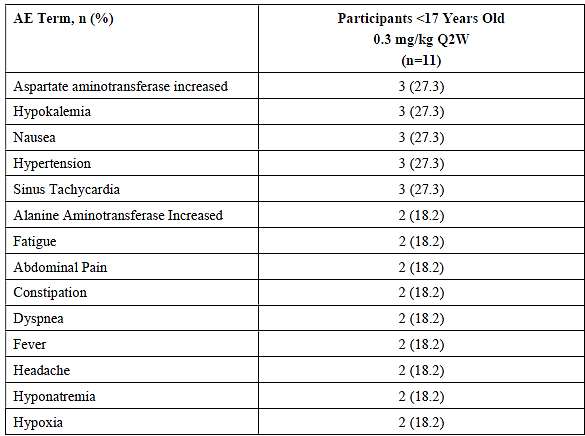 AE Term, n (%) Participants <17 Years Old
0.3 mg/kg Q2W
(n=11)
Aspartate aminotransferase increased 3 (27.3)
Hypokalemia 3 (27.3)
Nausea 3 (27.3)
Hypertension 3 (27.3)
Sinus Tachycardia 3 (27.3)
Alanine Aminotransferase Increased 2 (18.2)
Fatigue 2 (18.2)
Abdominal Pain 2 (18.2)
Constipation 2 (18.2)
Dyspnea 2 (18.2)
Fever 2 (18.2)
Headache 2 (18.2)
Hyponatremia 2 (18.2)
Hypoxia 2 (18.2)